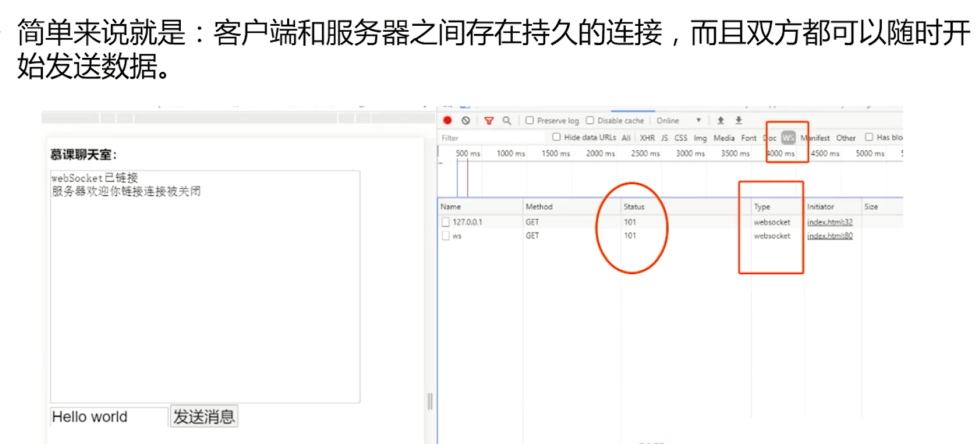 简单来说就是：客户端和服务器之间存在持久的连接，而且双方都可以随时开
始发送数据。
Preserve log Disable cache Online
Filter Hide data URLs All XHR JS CSS Img Media Font Doc WS Manifest Other Has blo
慕课聊天室：
500 ms 1000 ms 1500 ms 2000 ms 2500 ms 3000 ms 3500 ms 4000 ms 4500 ms 5000 ms
webSocket已链接
服务器欢迎你链接连接被关闭
Name Method Status Type Initiator Size
127.0.0.1 GET 101 websocket index.html:32
ws GET 101 websocket index.html:80
Hello world 发送消息